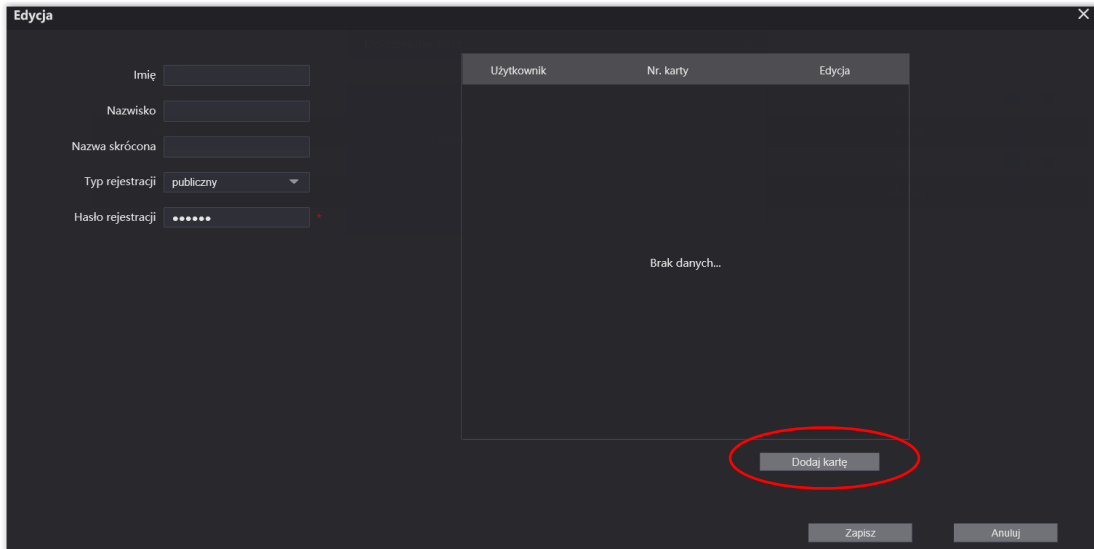 Edycja
Imię
Nazwisko
Nazwa skrócona
Typ rejestracji publiczny
Hasło rejestracji ●●●●●● *
Użytkownik Nr. karty Edycja
Brak danych...
Dodaj kartę
Zapisz Anuluj